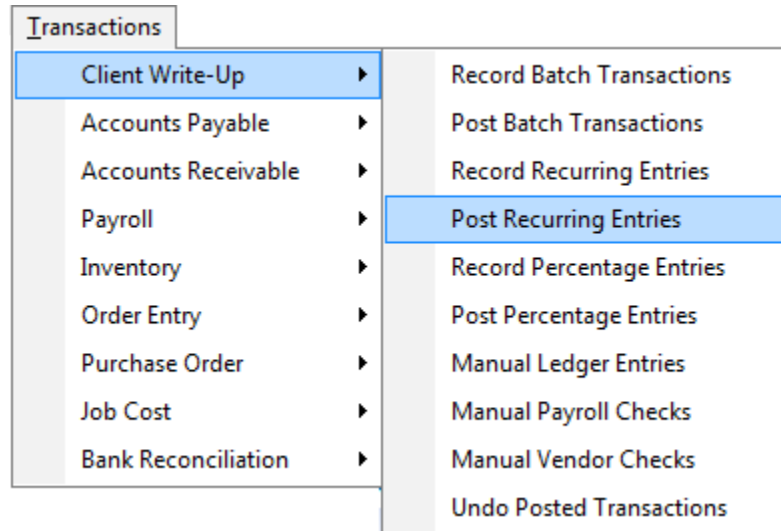 Transactions
Client Write-Up
Accounts Payable
Accounts Receivable
Payroll
Inventory
Order Entry
Purchase Order
Job Cost
Bank Reconciliation
Record Batch Transactions
Post Batch Transactions
Record Recurring Entries
Post Recurring Entries
Record Percentage Entries
Post Percentage Entries
Manual Ledger Entries
Manual Payroll Checks
Manual Vendor Checks
Undo Posted Transactions